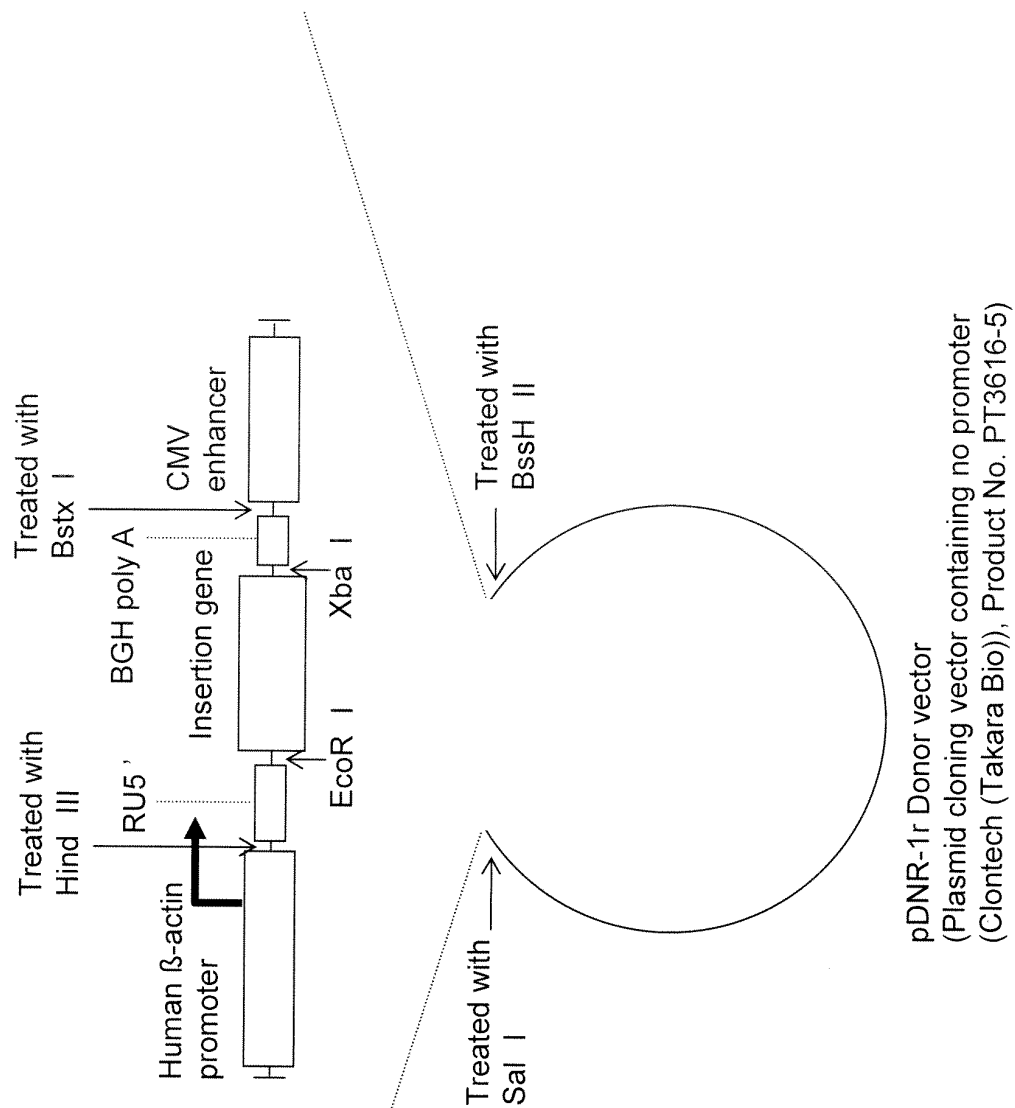 Treated with
Hind III
Treated with
Bstx I
RU5'
BGH poly A
Human ß-actin
promoter
Insertion gene
CMV
enhancer
EcoR I
Xba I
Treated with
Sal I
Treated with
BssH II
pDNR-1r Donor vector
(Plasmid cloning vector containing no promoter
(Clontech (Takara Bio)), Product No. PT3616-5)